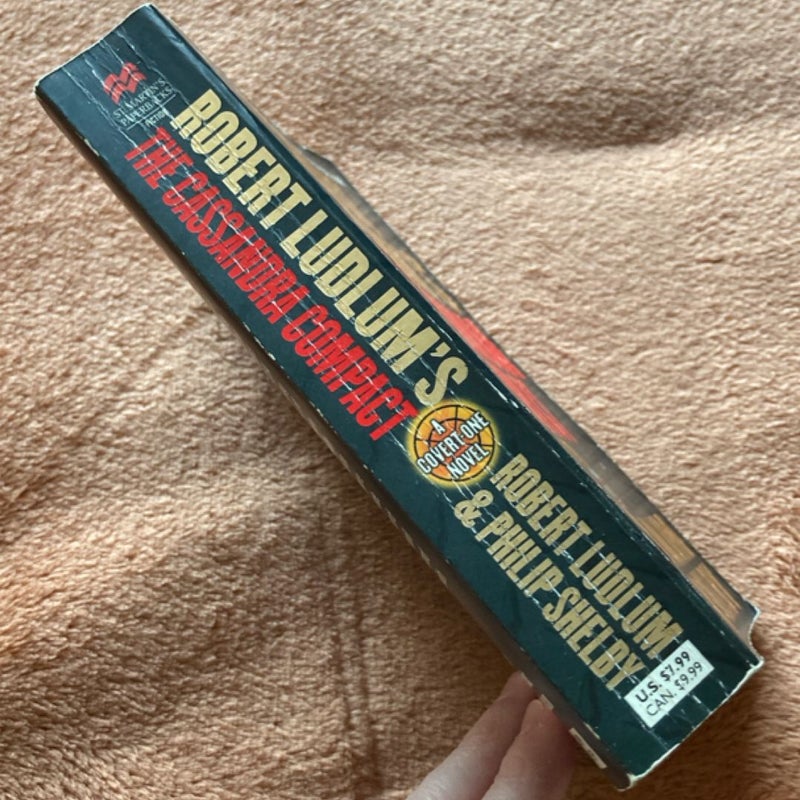 ST. MARTIN'S
PAPERBACKS
FICTION
ROBERT LUDLUM'S
THE CASSANDRA COMPACT
A
COVERT-ONE
NOVEL
ROBERT LUDLUM
& PHILIP SHELBY
U.S. $7.99
CAN. $9.99